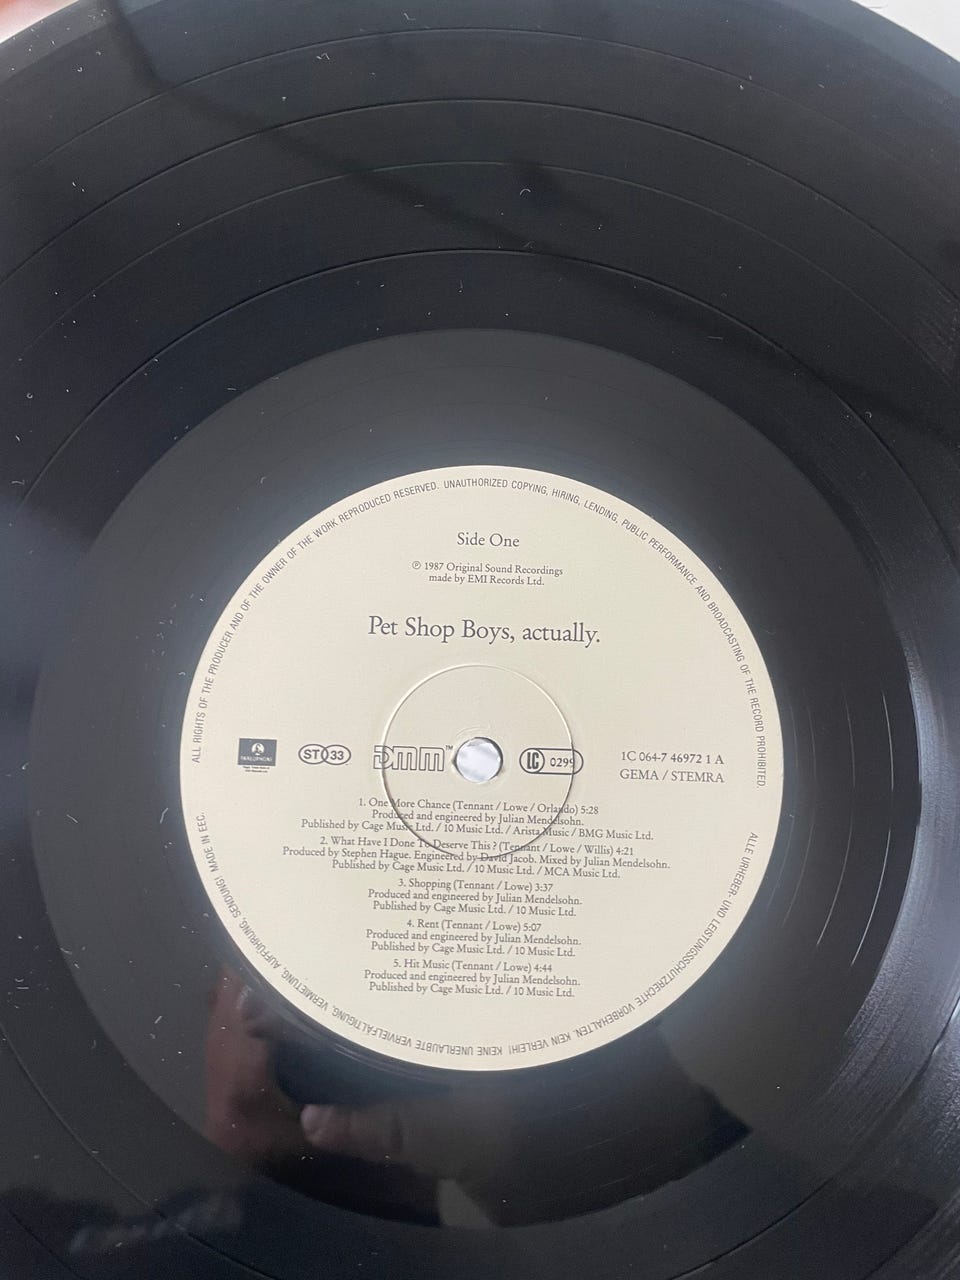 ALL RIGHTS OF THE PRODUCER AND OF THE OWNER OF THE WORK REPRODUCED RESERVED. UNAUTHORIZED COPYING, HIRING, LENDING, PUBLIC PERFORMANCE AND BROADCASTING OF THE RECORD PROHIBITED.
Side One
℗ 1987 Original Sound Recordings
made by EMI Records Ltd.
Pet Shop Boys, actually.
PARLOPHONE
ST 33
DMM™
LC 0299
1C 064-7 46972 1 A
GEMA / STEMRA
1. One More Chance (Tennant / Lowe / Orlando) 5:28
Produced and engineered by Julian Mendelsohn.
Published by Cage Music Ltd. / 10 Music Ltd. / Arista Music / BMG Music Ltd.
2. What Have I Done To Deserve This? (Tennant / Lowe / Willis) 4:21
Produced by Stephen Hague. Engineered by David Jacob. Mixed by Julian Mendelsohn.
Published by Cage Music Ltd. / 10 Music Ltd. / MCA Music Ltd.
3. Shopping (Tennant / Lowe) 3:37
Produced and engineered by Julian Mendelsohn.
Published by Cage Music Ltd. / 10 Music Ltd.
4. Rent (Tennant / Lowe) 5:07
Produced and engineered by Julian Mendelsohn.
Published by Cage Music Ltd. / 10 Music Ltd.
5. Hit Music (Tennant / Lowe) 4:44
Produced and engineered by Julian Mendelsohn.
Published by Cage Music Ltd. / 10 Music Ltd.
ALLE URHEBER- UND LEISTUNGSSCHUTZRECHTE VORBEHALTEN. KEIN VERLEIH! KEINE UNERLAUBTE VERVIELFÄLTIGUNG, VERMIETUNG, AUFFÜHRUNG, SENDUNG! MADE IN EEC.